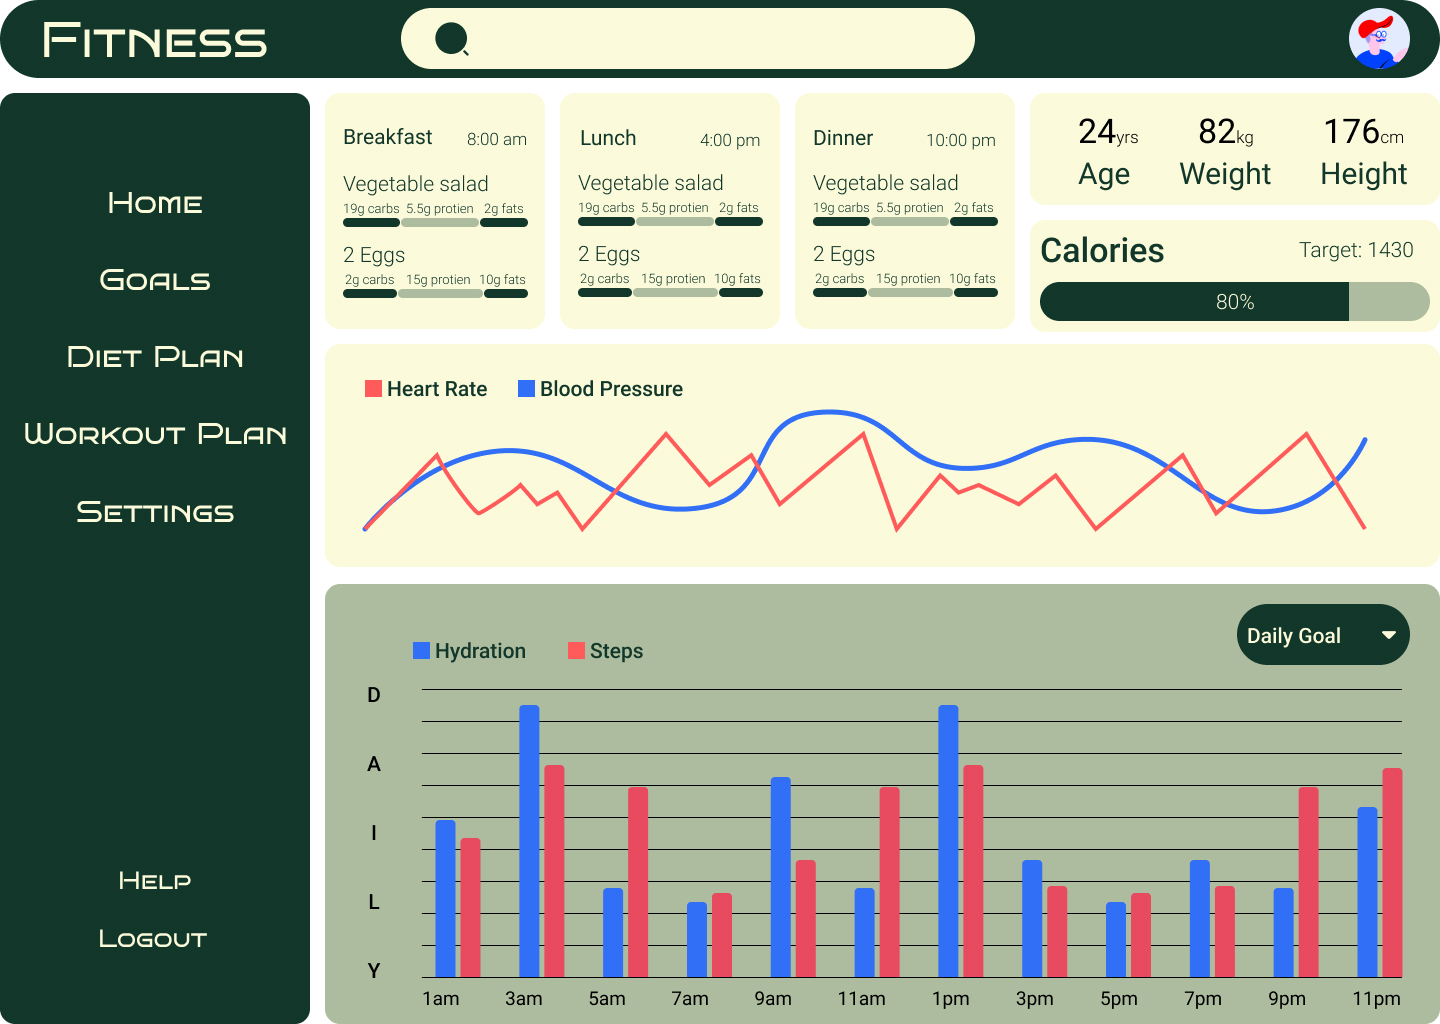 Fitness
Home
Goals
Diet Plan
Workout Plan
Settings
Help
Logout
Breakfast 8:00 am
Vegetable salad
19g carbs 5.5g protien 2g fats
2 Eggs
2g carbs 15g protien 10g fats
Lunch 4:00 pm
Vegetable salad
19g carbs 5.5g protien 2g fats
2 Eggs
2g carbs 15g protien 10g fats
Dinner 10:00 pm
Vegetable salad
19g carbs 5.5g protien 2g fats
2 Eggs
2g carbs 15g protien 10g fats
24yrs 82kg 176cm
Age Weight Height
Calories Target: 1430
80%
Heart Rate Blood Pressure
Daily Goal
Hydration Steps
D
A
I
L
Y
1am 3am 5am 7am 9am 11am 1pm 3pm 5pm 7pm 9pm 11pm